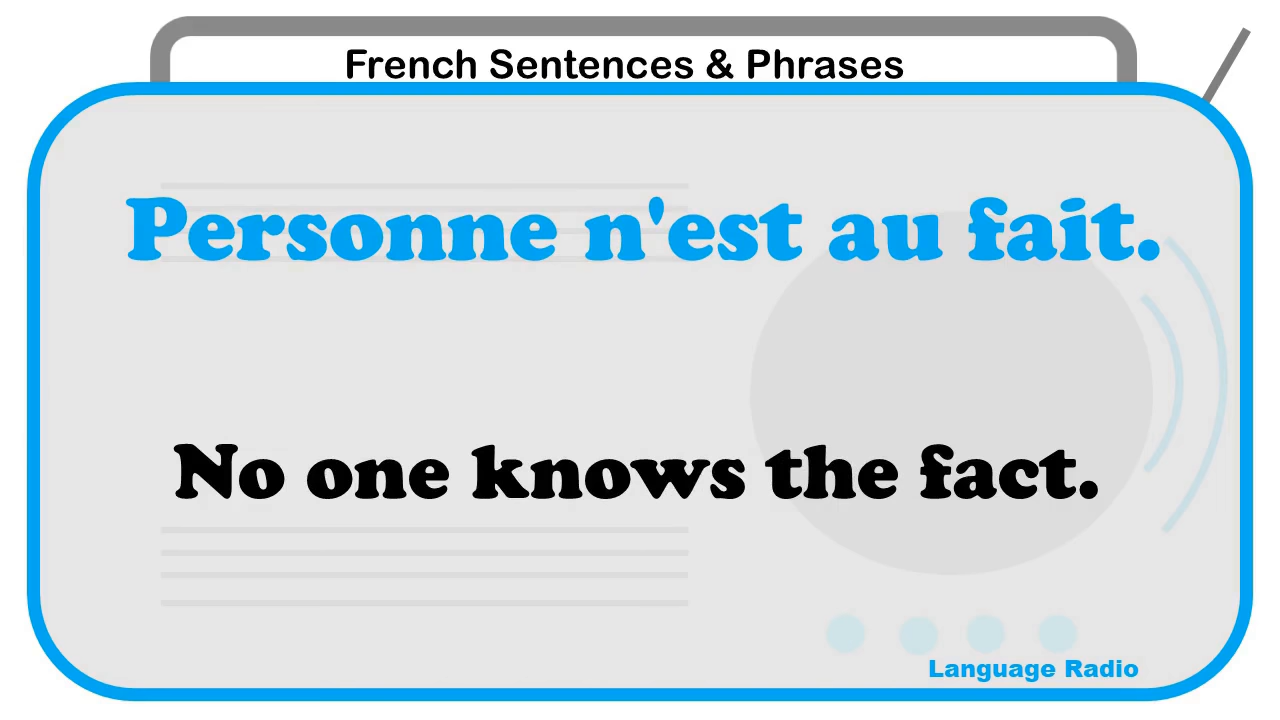 French Sentences & Phrases
Personne n'est au fait.
No one knows the fact.
Language Radio